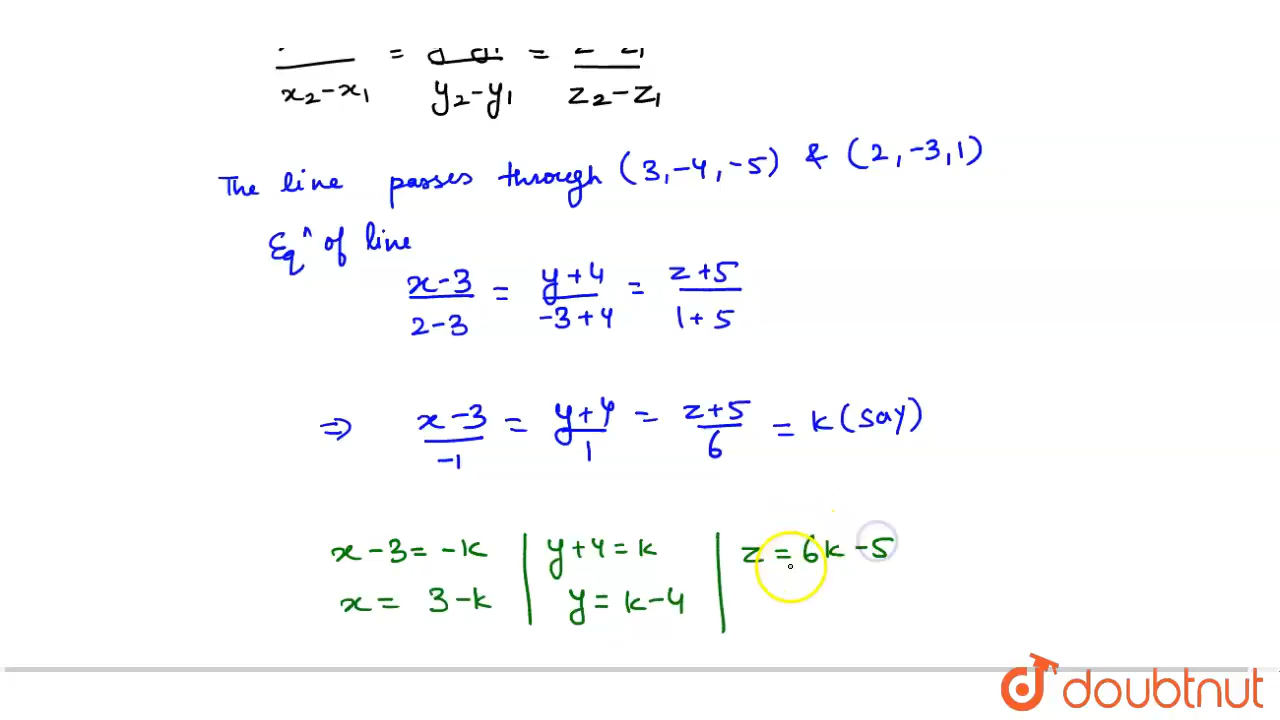 = =
x₂-x₁ y₂-y₁ z₂-z₁
The line passes through (3,-4,-5) & (2,-3,1)
Eqⁿ of line
x-3 = y+4 = z+5
2-3 -3+4 1+5
⇒ x-3 = y+4 = z+5 = k (say)
-1 1 6
x-3=-k | y+4=k | z=6k-5
x= 3-k | y=k-4
doubtnut